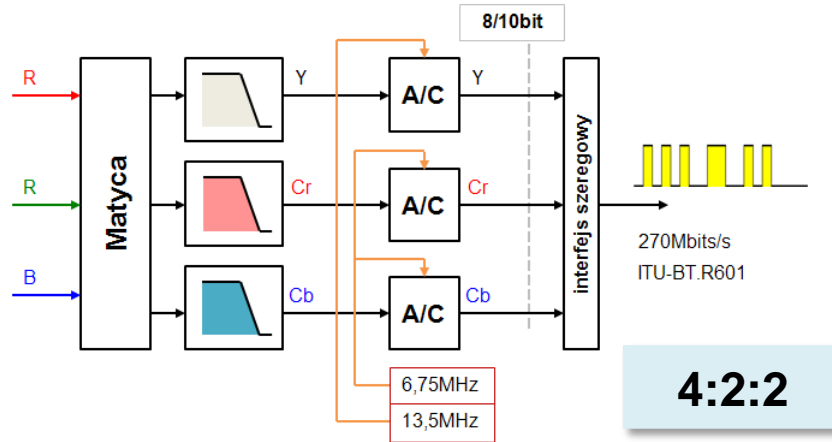 8/10bit
R
R
B
Matyca
Y
Cr
Cb
A/C
A/C
A/C
Y
Cr
Cb
interfejs szeregowy
270Mbits/s
ITU-BT.R601
6,75MHz
13,5MHz
4:2:2